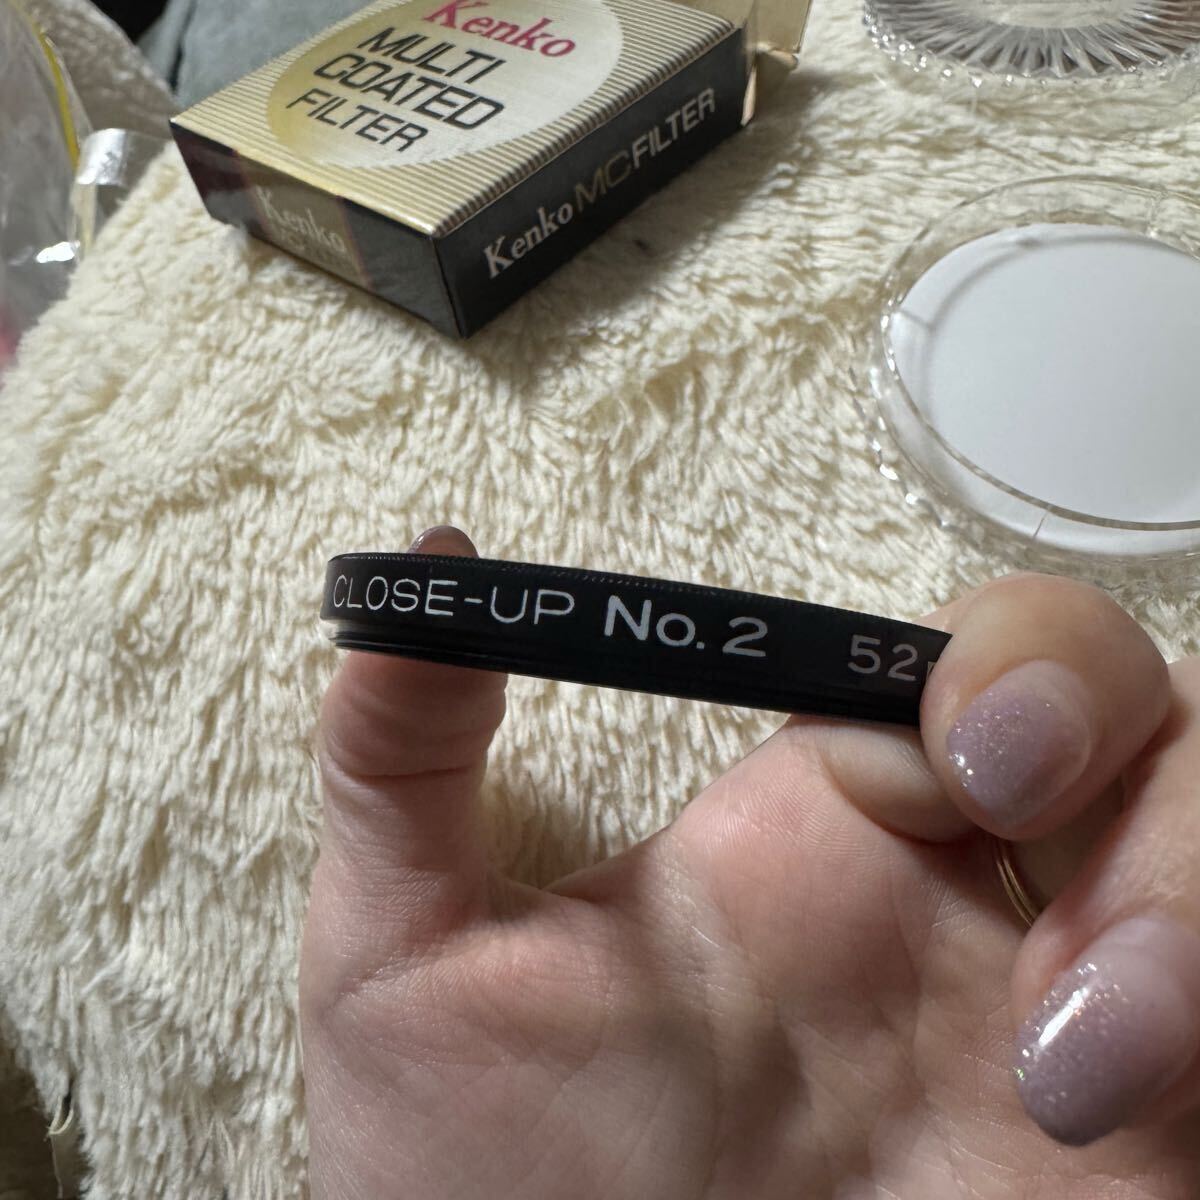 Kenko
MULTI
COATED
FILTER
Kenko
Kenko MC FILTER
CLOSE-UP No. 2 52